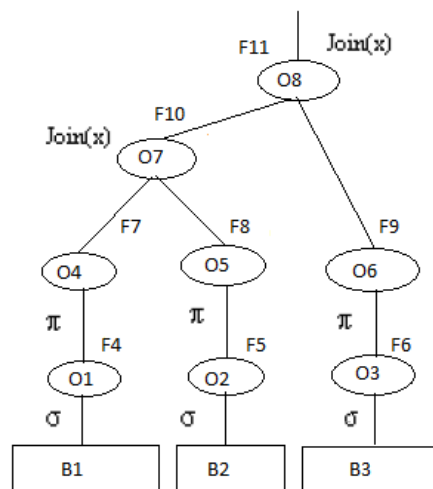 F11 Join(x)
O8
F10
Join(x)
O7
F7 F8 F9
O4 O5 O6
π π π
F4 F5 F6
O1 O2 O3
σ σ σ
B1 B2 B3